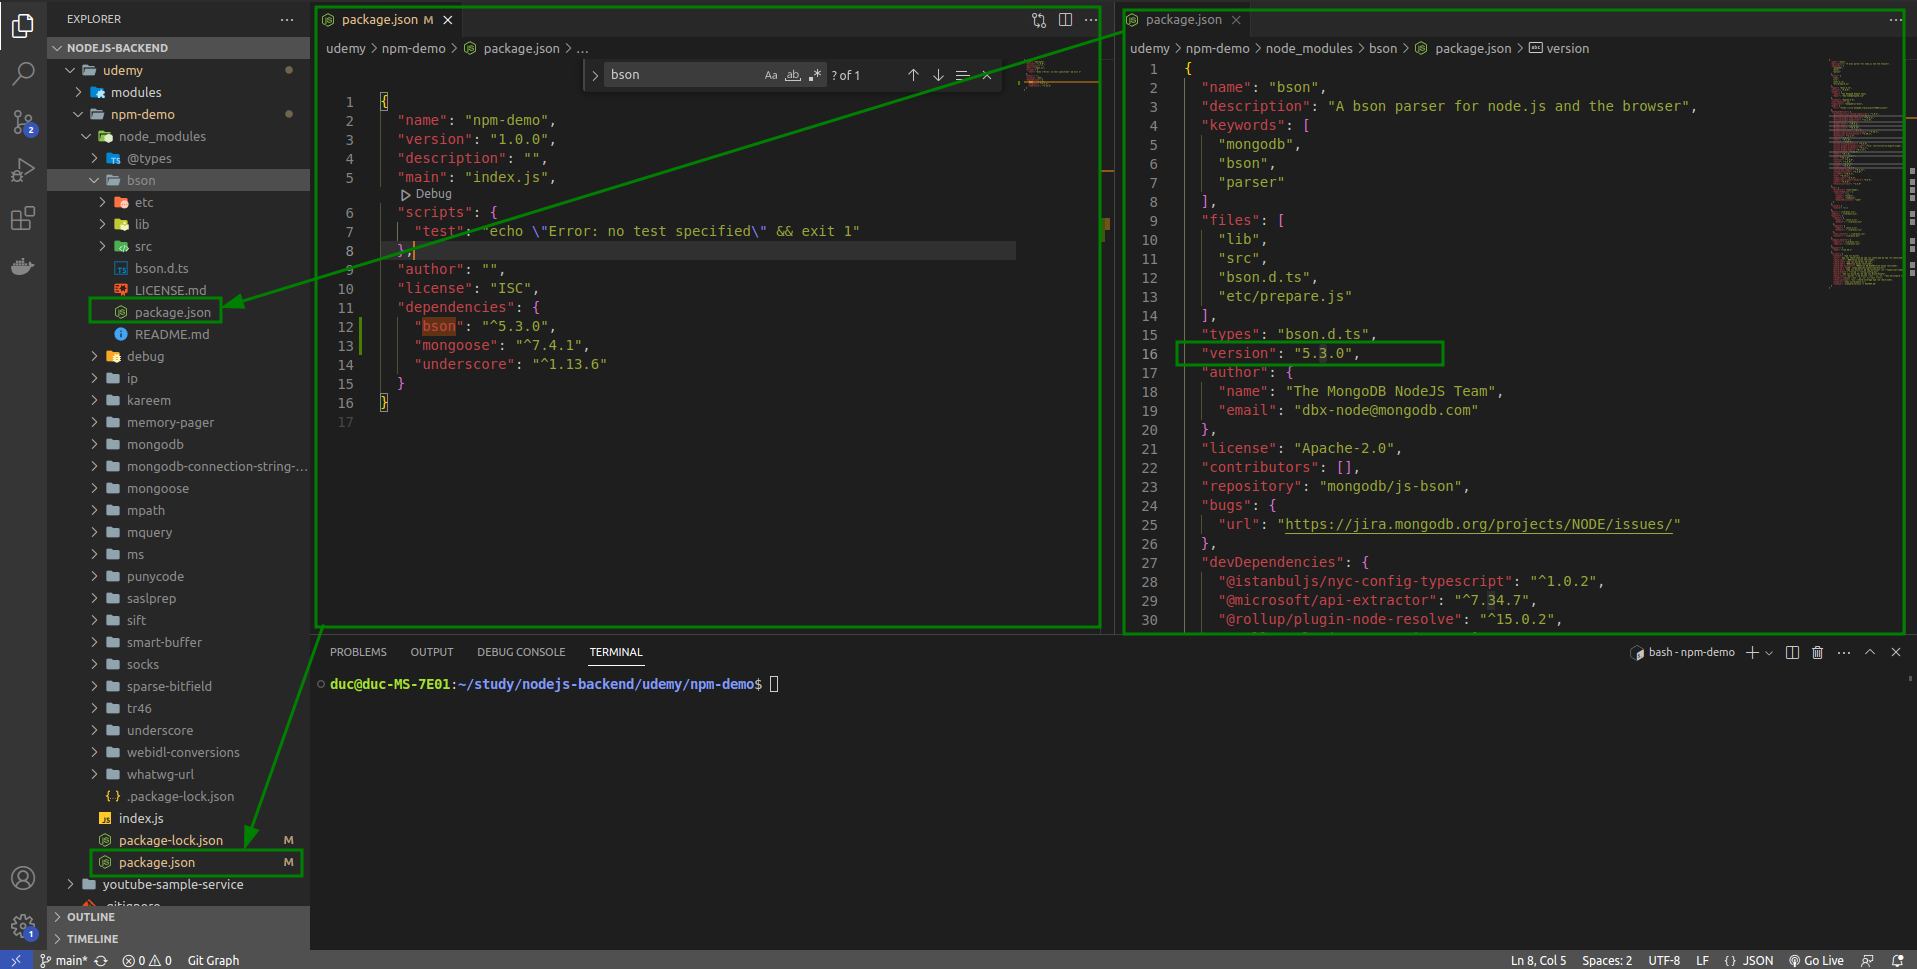 EXPLORER
NODEJS-BACKEND
udemy
modules
npm-demo
node_modules
TS @types
bson
etc
lib
src
TS bson.d.ts
LICENSE.md
package.json
README.md
debug
ip
kareem
memory-pager
mongodb
mongodb-connection-string-...
mongoose
mpath
mquery
ms
punycode
saslprep
sift
smart-buffer
socks
sparse-bitfield
tr46
underscore
webidl-conversions
whatwg-url
{..} .package-lock.json
JS index.js
package-lock.json M
package.json M
youtube-sample-service
.gitignore
OUTLINE
TIMELINE
2
1
package.json M
udemy > npm-demo > package.json > ...
bson Aa ab .* ? of 1
1 {
2 "name": "npm-demo",
3 "version": "1.0.0",
4 "description": "",
5 "main": "index.js",
Debug
6 "scripts": {
7 "test": "echo \"Error: no test specified\" && exit 1"
8 },
9 "author": "",
10 "license": "ISC",
11 "dependencies": {
12 "bson": "^5.3.0",
13 "mongoose": "^7.4.1",
14 "underscore": "^1.13.6"
15 }
16 }
17
package.json
udemy > npm-demo > node_modules > bson > package.json > abc version
1 {
2 "name": "bson",
3 "description": "A bson parser for node.js and the browser",
4 "keywords": [
5 "mongodb",
6 "bson",
7 "parser"
8 ],
9 "files": [
10 "lib",
11 "src",
12 "bson.d.ts",
13 "etc/prepare.js"
14 ],
15 "types": "bson.d.ts",
16 "version": "5.3.0",
17 "author": {
18 "name": "The MongoDB NodeJS Team",
19 "email": "dbx-node@mongodb.com"
20 },
21 "license": "Apache-2.0",
22 "contributors": [],
23 "repository": "mongodb/js-bson",
24 "bugs": {
25 "url": "https://jira.mongodb.org/projects/NODE/issues/"
26 },
27 "devDependencies": {
28 "@istanbuljs/nyc-config-typescript": "^1.0.2",
29 "@microsoft/api-extractor": "^7.34.7",
30 "@rollup/plugin-node-resolve": "^15.0.2",
PROBLEMS OUTPUT DEBUG CONSOLE TERMINAL
bash - npm-demo
duc@duc-MS-7E01:~/study/nodejs-backend/udemy/npm-demo$
main* 0 0 Git Graph
Ln 8, Col 5 Spaces: 2 UTF-8 LF {} JSON Go Live